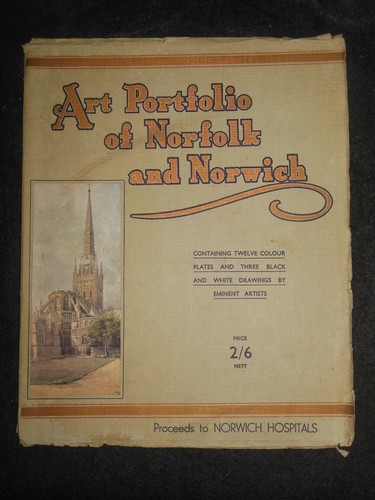 Art Portfolio
of Norfolk
and Norwich
CONTAINING TWELVE COLOUR
PLATES AND THREE BLACK
AND WHITE DRAWINGS BY
EMINENT ARTISTS
PRICE
2/6
NETT
Proceeds to NORWICH HOSPITALS